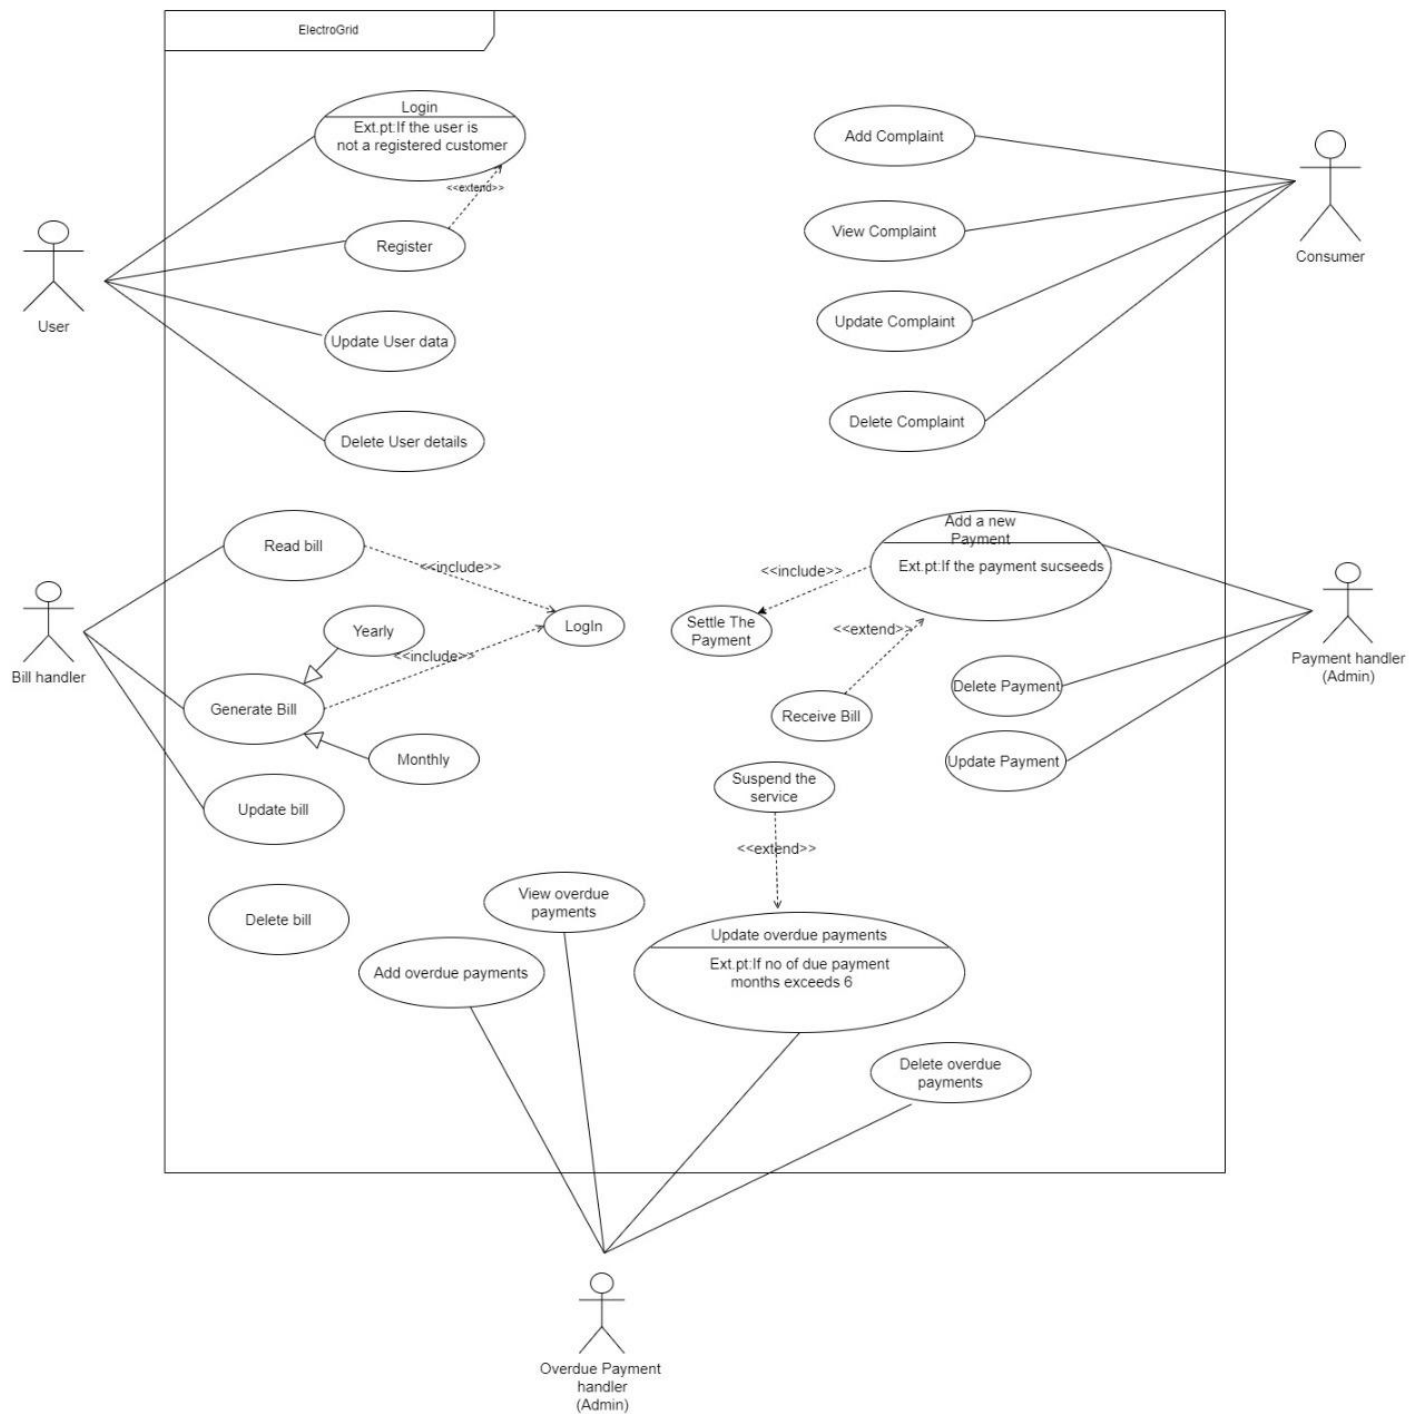 ElectroGrid
Login
Ext.pt:If the user is
not a registered customer
<<extend>>
Register
User
Update User data
Delete User details
Add Complaint
View Complaint
Consumer
Update Complaint
Delete Complaint
Read bill
<<include>>
LogIn
Yearly
<<include>>
Bill handler
Generate Bill
Monthly
Update bill
Delete bill
Add a new
Payment
Ext.pt:If the payment sucseeds
<<include>>
Settle The
Payment
<<extend>>
Payment handler
(Admin)
Delete Payment
Receive Bill
Update Payment
Suspend the
service
<<extend>>
View overdue
payments
Add overdue payments
Update overdue payments
Ext.pt:If no of due payment
months exceeds 6
Delete overdue
payments
Overdue Payment
handler
(Admin)